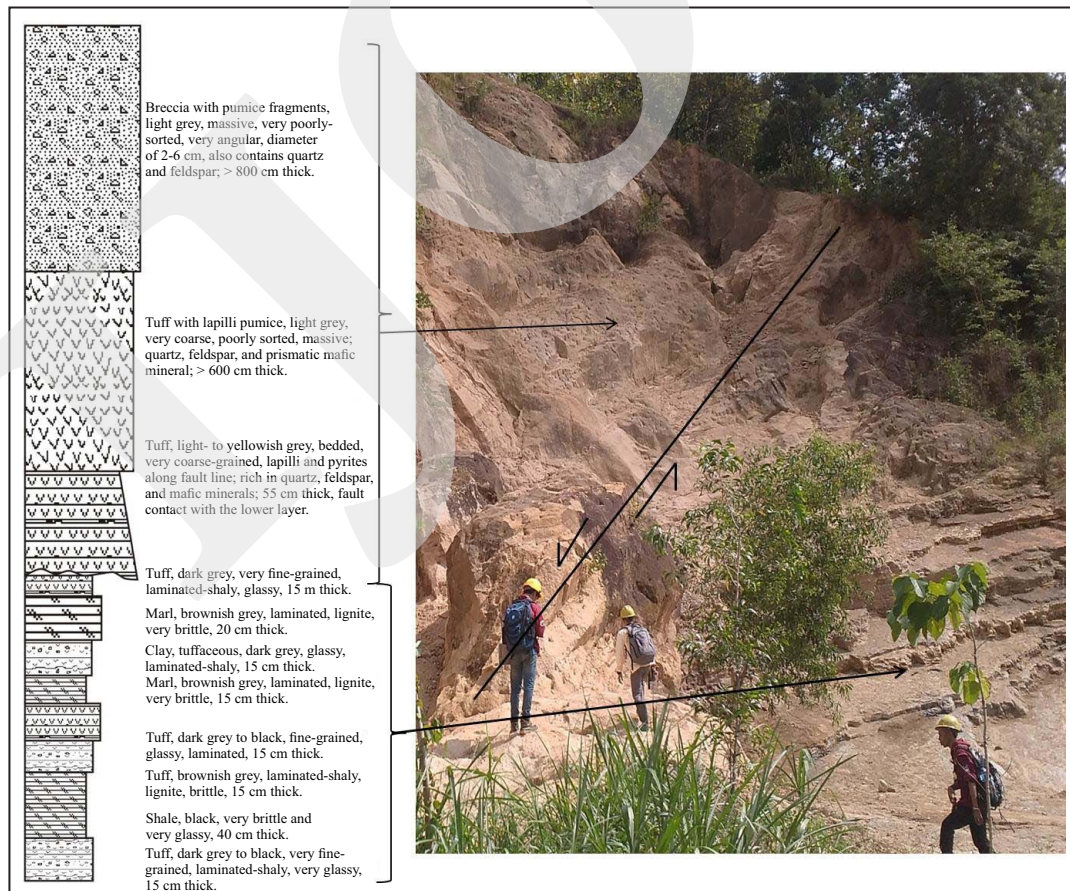 Breccia with pumice fragments,
light grey, massive, very poorly-
sorted, very angular, diameter
of 2-6 cm, also contains quartz
and feldspar; > 800 cm thick.
Tuff with lapilli pumice, light grey,
very coarse, poorly sorted, massive;
quartz, feldspar, and prismatic mafic
mineral; > 600 cm thick.
Tuff, light- to yellowish grey, bedded,
very coarse-grained, lapilli and pyrites
along fault line; rich in quartz, feldspar,
and mafic minerals; 55 cm thick, fault
contact with the lower layer.
Tuff, dark grey, very fine-grained,
laminated-shaly, glassy, 15 m thick.
Marl, brownish grey, laminated, lignite,
very brittle, 20 cm thick.
Clay, tuffaceous, dark grey, glassy,
laminated-shaly, 15 cm thick.
Marl, brownish grey, laminated, lignite,
very brittle, 15 cm thick.
Tuff, dark grey to black, fine-grained,
glassy, laminated, 15 cm thick.
Tuff, brownish grey, laminated-shaly,
lignite, brittle, 15 cm thick.
Shale, black, very brittle and
very glassy, 40 cm thick.
Tuff, dark grey to black, very fine-
grained, laminated-shaly, very glassy,
15 cm thick.